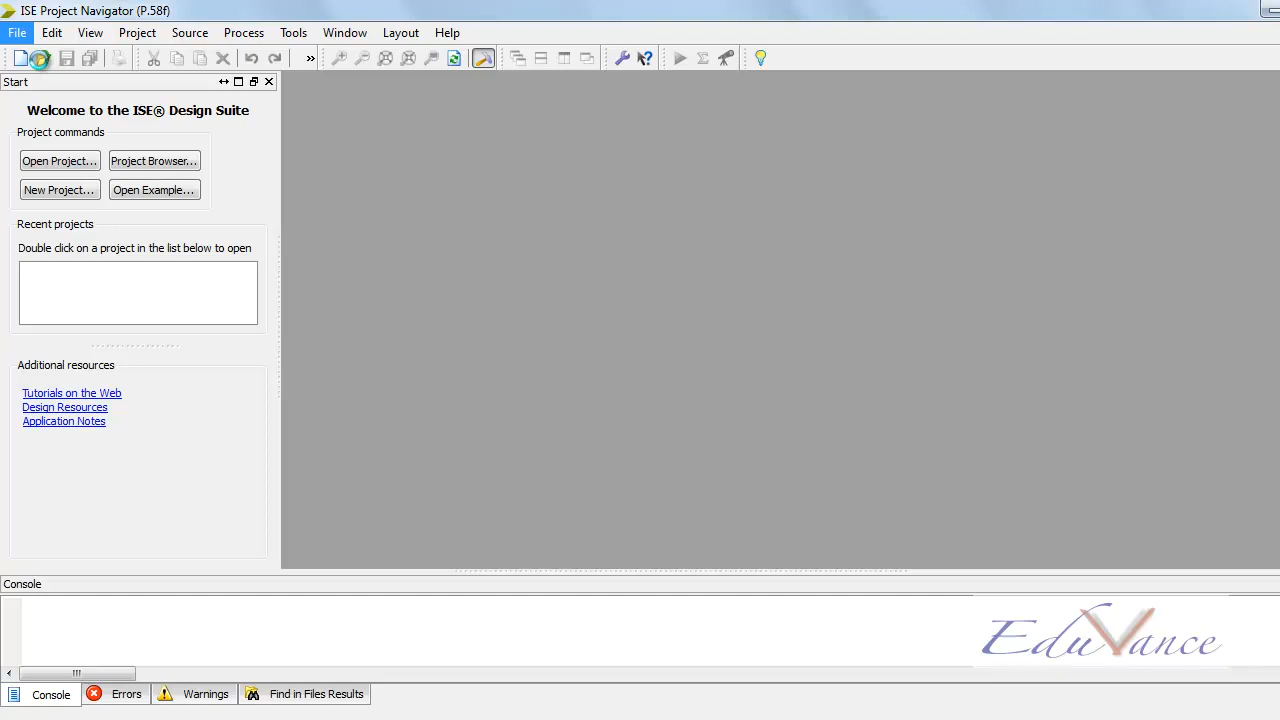 ISE Project Navigator (P.58f)
File Edit View Project Source Process Tools Window Layout Help
»
Start
Welcome to the ISE® Design Suite
Project commands
Open Project... Project Browser...
New Project... Open Example...
Recent projects
Double click on a project in the list below to open
Additional resources
Tutorials on the Web
Design Resources
Application Notes
Console
EduVance
Console Errors Warnings Find in Files Results